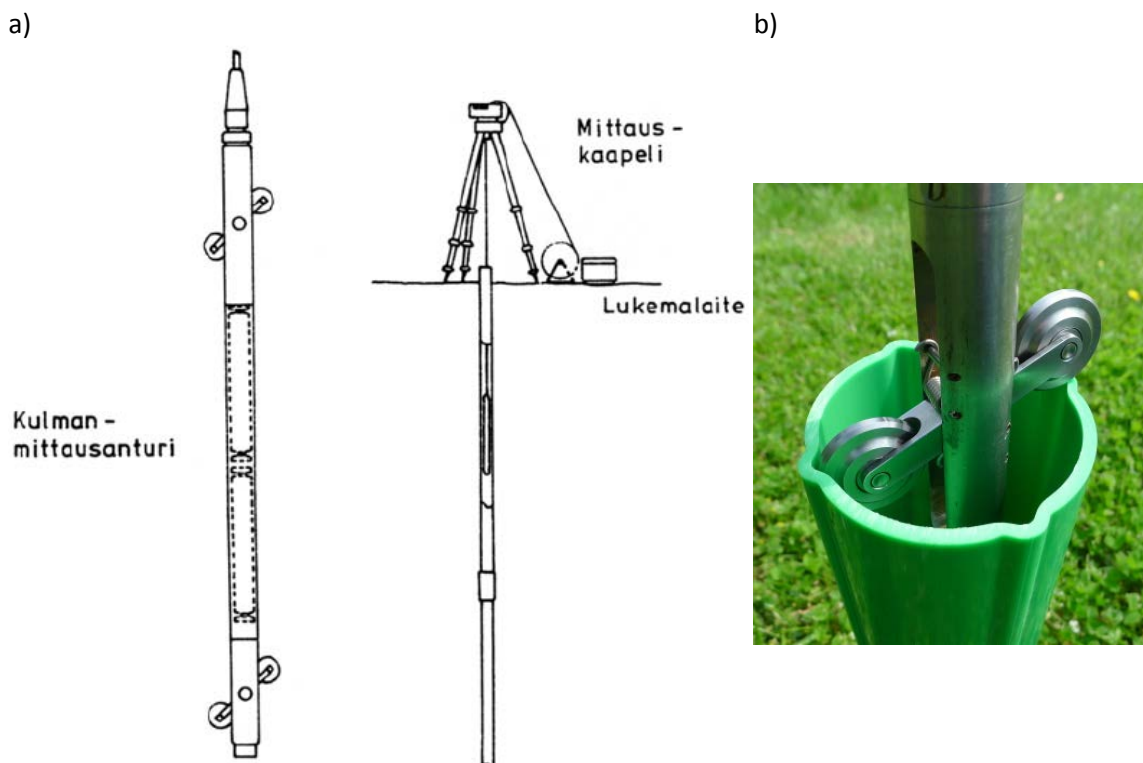 a)
b)
Mittaus -
kaapeli
Lukemalaite
Kulman -
mittausanturi